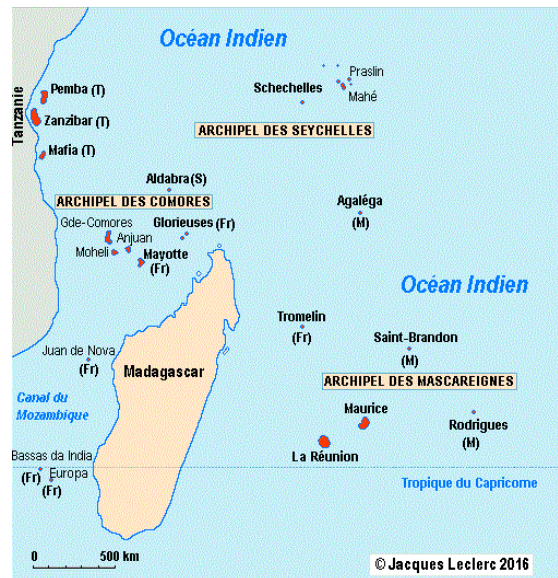 Océan Indien
Praslin
Schechelles
Mahé
Pemba (T)
Tanzanie
Zanzibar (T)
ARCHIPEL DES SEYCHELLES
Mafia (T)
Aldabra (S)
ARCHIPEL DES COMORES
Agaléga
(M)
Gde-Comores
Glorieuses (Fr)
Anjuan
Moheli
Mayotte
(Fr)
Océan Indien
Tromelin
(Fr)
Saint-Brandon
(M)
Juan de Nova
(Fr)
Madagascar
ARCHIPEL DES MASCAREIGNES
Canal du
Mozambique
Maurice
Rodrigues
(M)
La Réunion
Bassas da India
(Fr)
Europa
(Fr)
Tropique du Capricorne
0 500 km
© Jacques Leclerc 2016